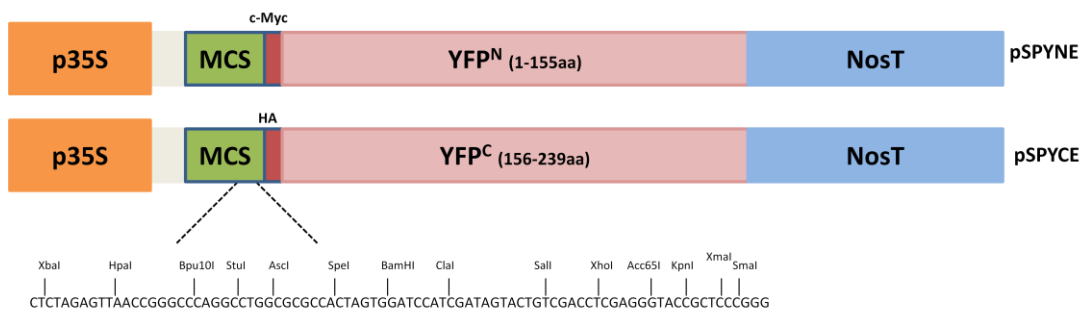 c-Myc
p35S MCS YFPᴺ (1-155aa) NosT pSPYNE
HA
p35S MCS YFPᶜ (156-239aa) NosT pSPYCE
XbaI HpaI Bpu10I StuI AscI SpeI BamHI ClaI SalI XhoI Acc65I KpnI XmaI SmaI
CTCTAGAGTTAACCGGGCCCAGGCCTGGCGCGCCACTAGTGGATCCATCGATAGTACTGTCGACCTCGAGGGTACCGCTCCCGGG